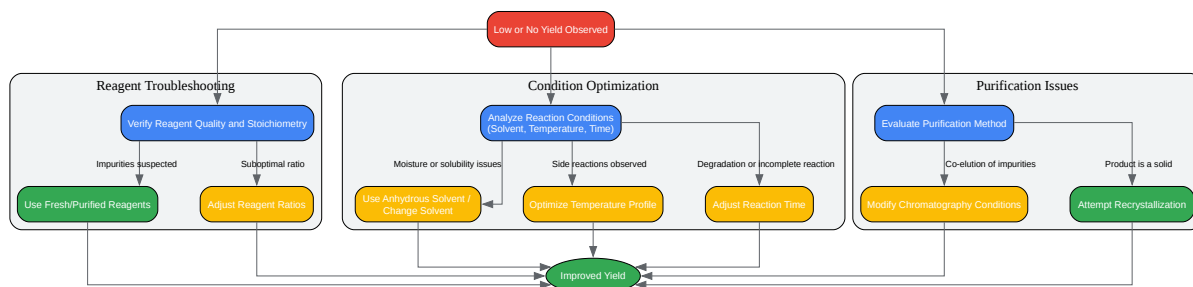 Low or No Yield Observed
Reagent Troubleshooting
Condition Optimization
Purification Issues
Verify Reagent Quality and Stoichiometry
Analyze Reaction Conditions
(Solvent, Temperature, Time)
Evaluate Purification Method
Impurities suspected
Suboptimal ratio
Moisture or solubility issues
Side reactions observed
Degradation or incomplete reaction
Co-elution of impurities
Product is a solid
Use Fresh/Purified Reagents
Adjust Reagent Ratios
Use Anhydrous Solvent /
Change Solvent
Optimize Temperature Profile
Adjust Reaction Time
Modify Chromatography Conditions
Attempt Recrystallization
Improved Yield